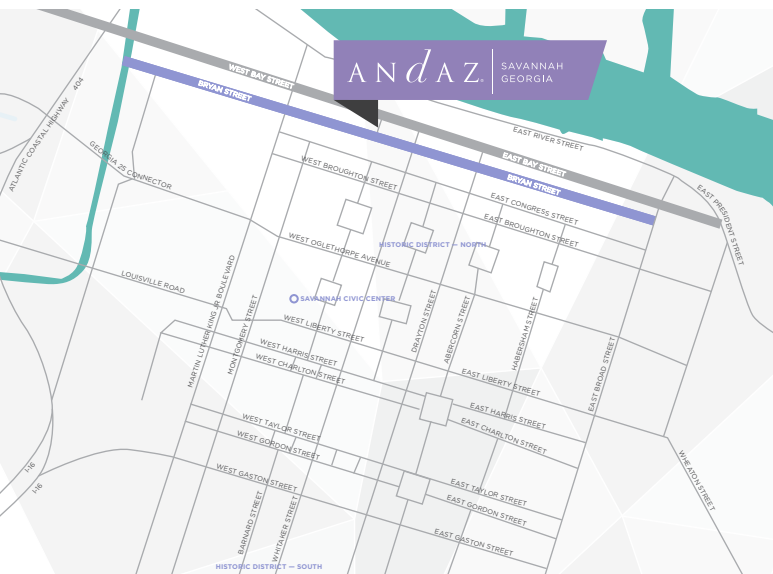 ANdAZ
SAVANNAH
GEORGIA
404
ATLANTIC COASTAL HIGHWAY
WEST BAY STREET
BRYAN STREET
EAST RIVER STREET
EAST BAY STREET
BRYAN STREET
GEORGIA 25 CONNECTOR
WEST BROUGHTON STREET
EAST CONGRESS STREET
EAST BROUGHTON STREET
EAST PRESIDENT STREET
WEST OGLETHORPE AVENUE
HISTORIC DISTRICT — NORTH
LOUISVILLE ROAD
SAVANNAH CIVIC CENTER
MARTIN LUTHER KING JR BOULEVARD
MONTGOMERY STREET
DRAYTON STREET
ABERCORN STREET
HABERSHAM STREET
EAST BROAD STREET
WEST LIBERTY STREET
WEST HARRIS STREET
WEST CHARLTON STREET
EAST LIBERTY STREET
EAST HARRIS STREET
EAST CHARLTON STREET
WEST TAYLOR STREET
WEST GORDON STREET
WEST GASTON STREET
EAST TAYLOR STREET
EAST GORDON STREET
EAST GASTON STREET
WHEATON STREET
I-16
I-16
BARNARD STREET
WHITAKER STREET
HISTORIC DISTRICT — SOUTH